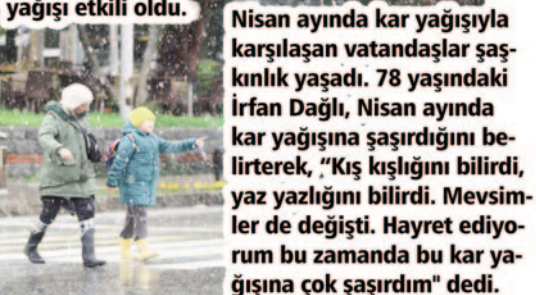 yağışı etkili oldu.
Nisan ayında kar yağışıyla
karşılaşan vatandaşlar şaş-
kınlık yaşadı. 78 yaşındaki
İrfan Dağlı, Nisan ayında
kar yağışına şaşırdığını be-
lirterek, "Kış kışlığını bilirdi,
yaz yazlığını bilirdi. Mevsim-
ler de değişti. Hayret ediyo-
rum bu zamanda bu kar ya-
ğışına çok şaşırdım" dedi.